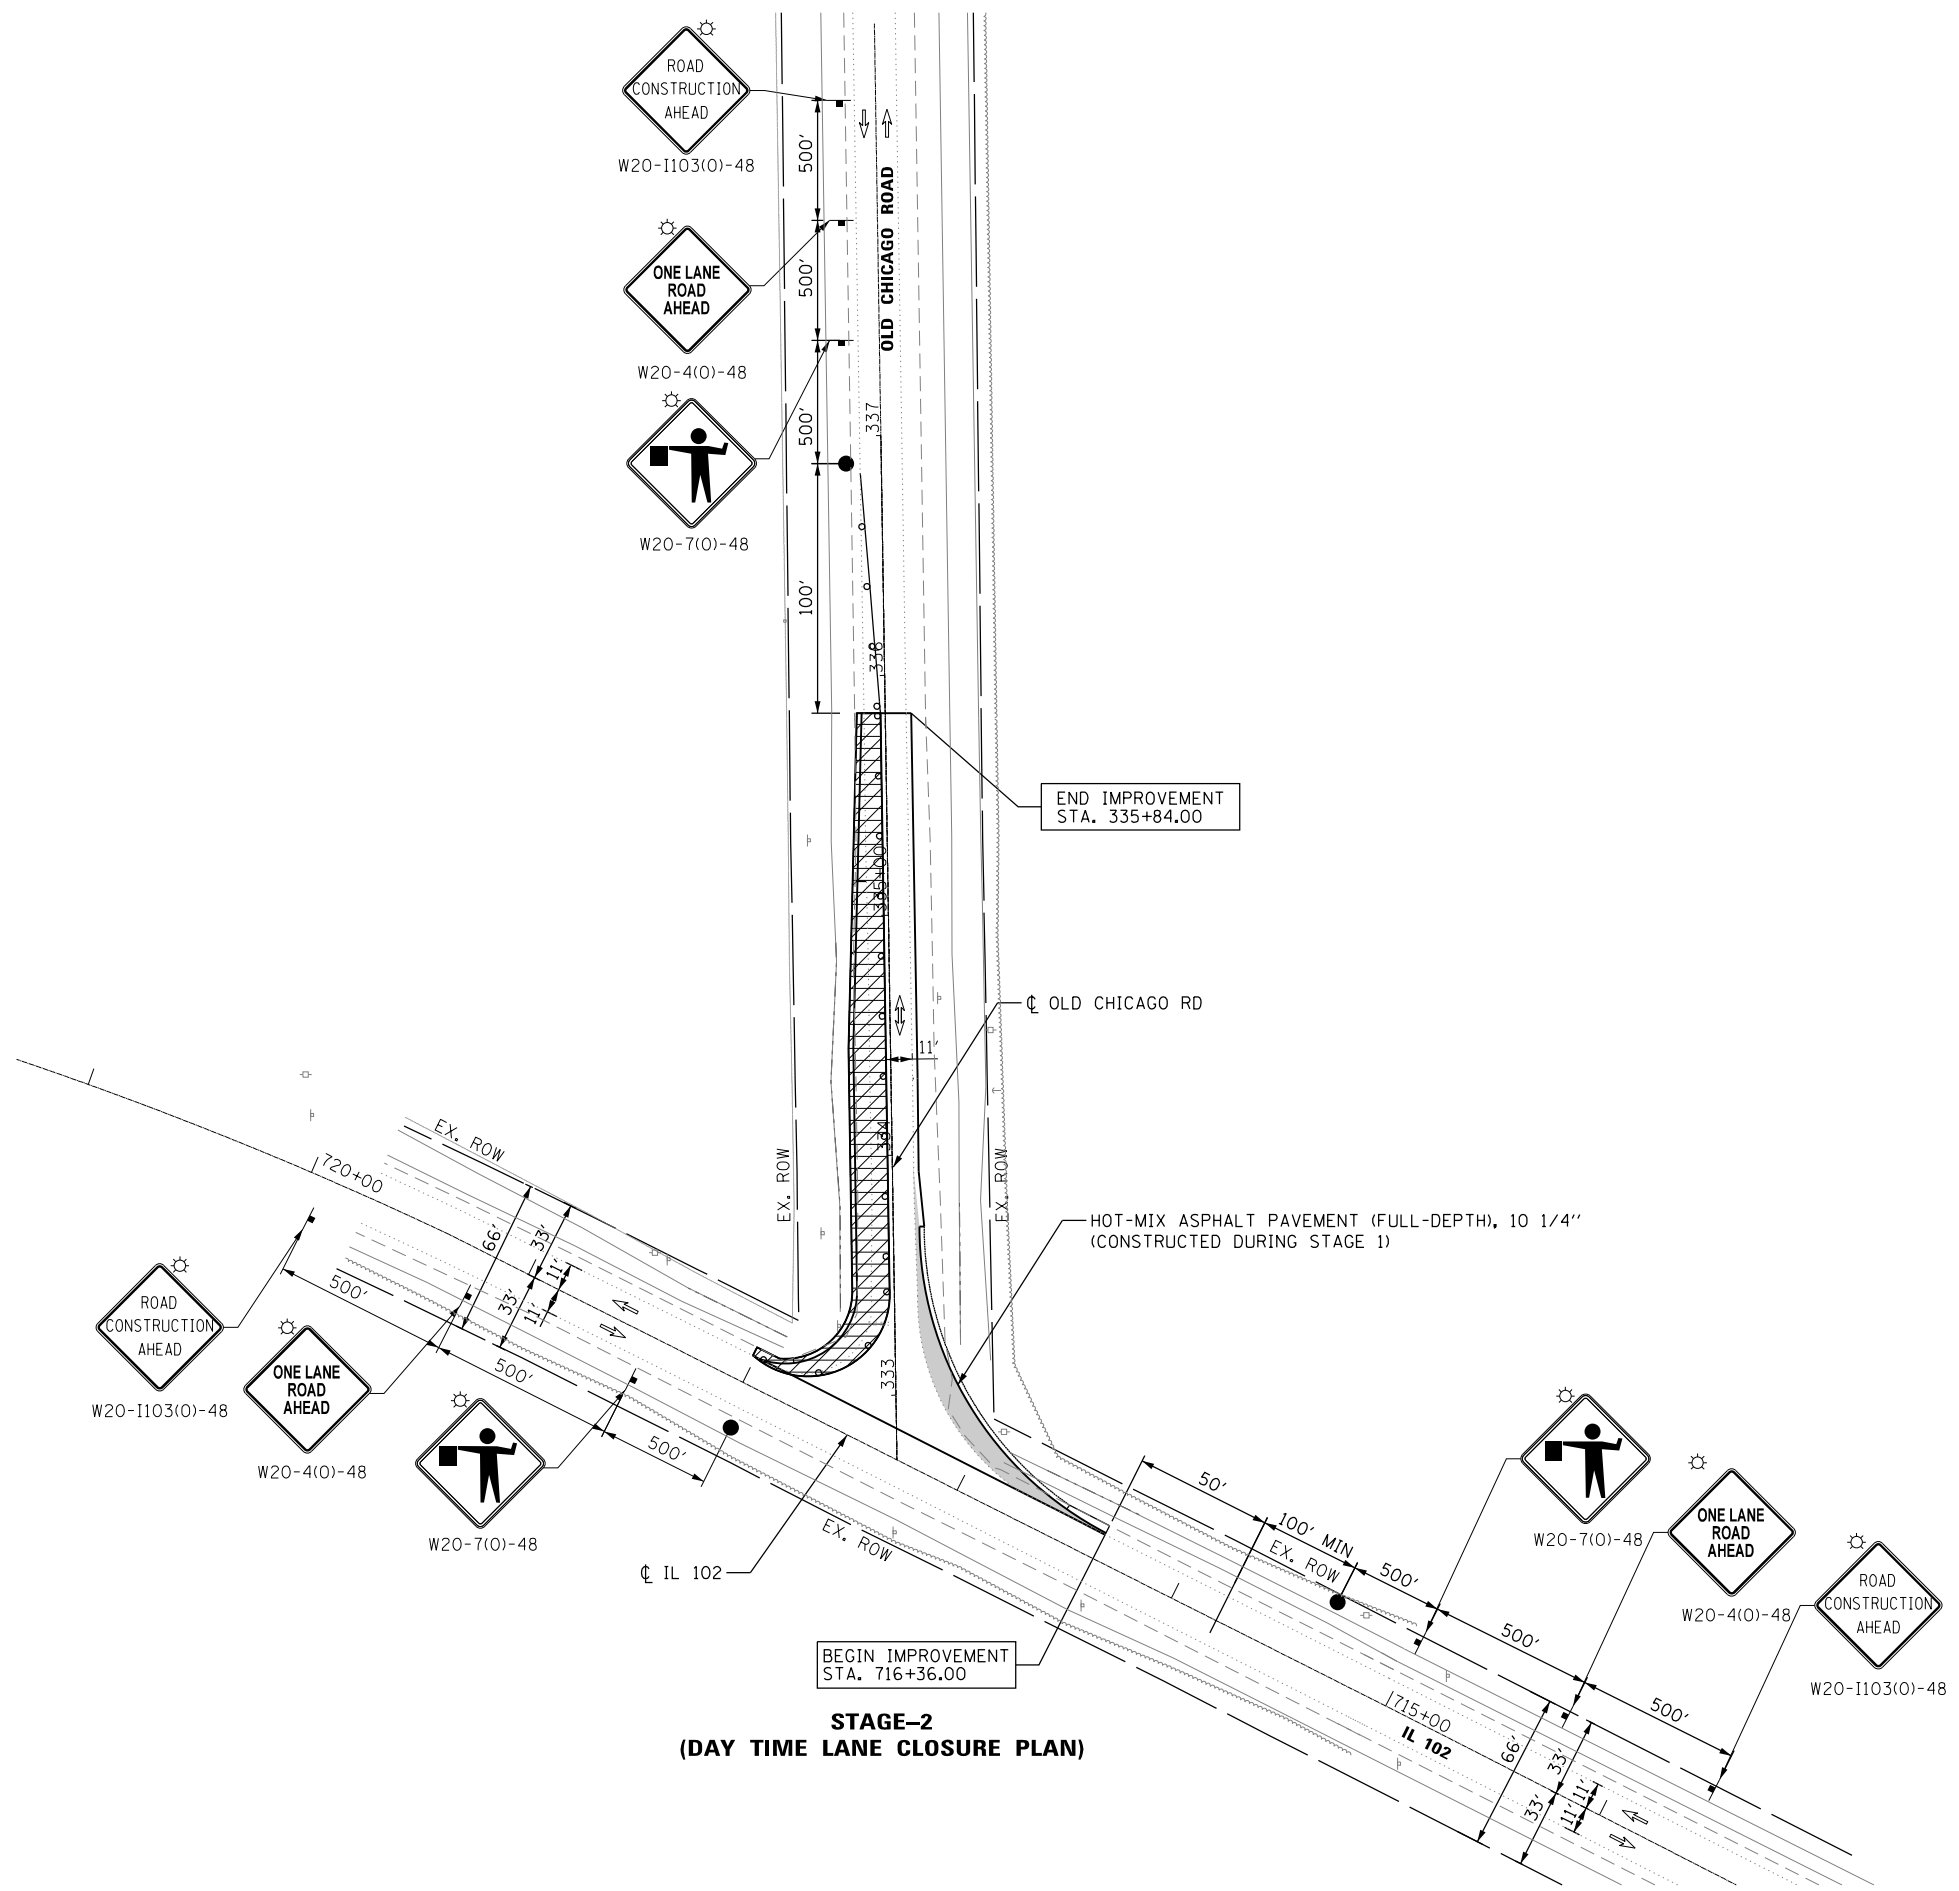 ROAD
CONSTRUCTION
AHEAD
W20-I103(O)-48
500'
OLD CHICAGO ROAD
ONE LANE
ROAD
AHEAD
W20-4(O)-48
500'
337
500'
W20-7(O)-48
100'
336
END IMPROVEMENT
STA. 335+84.00
335+00
℄ OLD CHICAGO RD
11'
334
EX. ROW
EX. ROW
EX. ROW
720+00
HOT-MIX ASPHALT PAVEMENT (FULL-DEPTH), 10 1/4"
(CONSTRUCTED DURING STAGE 1)
66'
33'
33'
11'
11'
ROAD
CONSTRUCTION
AHEAD
W20-I103(O)-48
500'
ONE LANE
ROAD
AHEAD
W20-4(O)-48
500'
W20-7(O)-48
500'
333
EX. ROW
℄ IL 102
50'
100' MIN
EX. ROW
500'
W20-7(O)-48
500'
ONE LANE
ROAD
AHEAD
W20-4(O)-48
500'
ROAD
CONSTRUCTION
AHEAD
W20-I103(O)-48
BEGIN IMPROVEMENT
STA. 716+36.00
715+00
IL 102
66'
33'
33'
11'
11'
STAGE–2
(DAY TIME LANE CLOSURE PLAN)